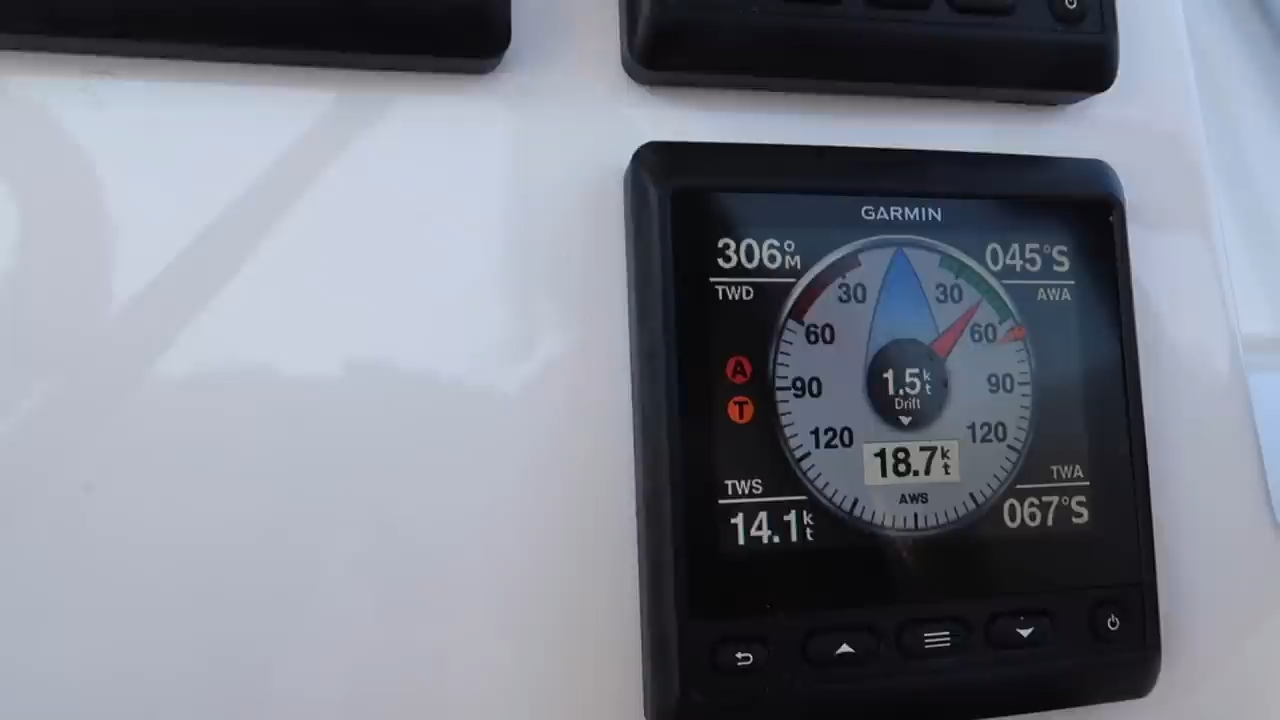 GARMIN
306°M
TWD
045°S
AWA
30
30
60
60
A
T
1.5kt
Drift
90
90
120
120
18.7kt
AWS
TWS
14.1kt
TWA
067°S